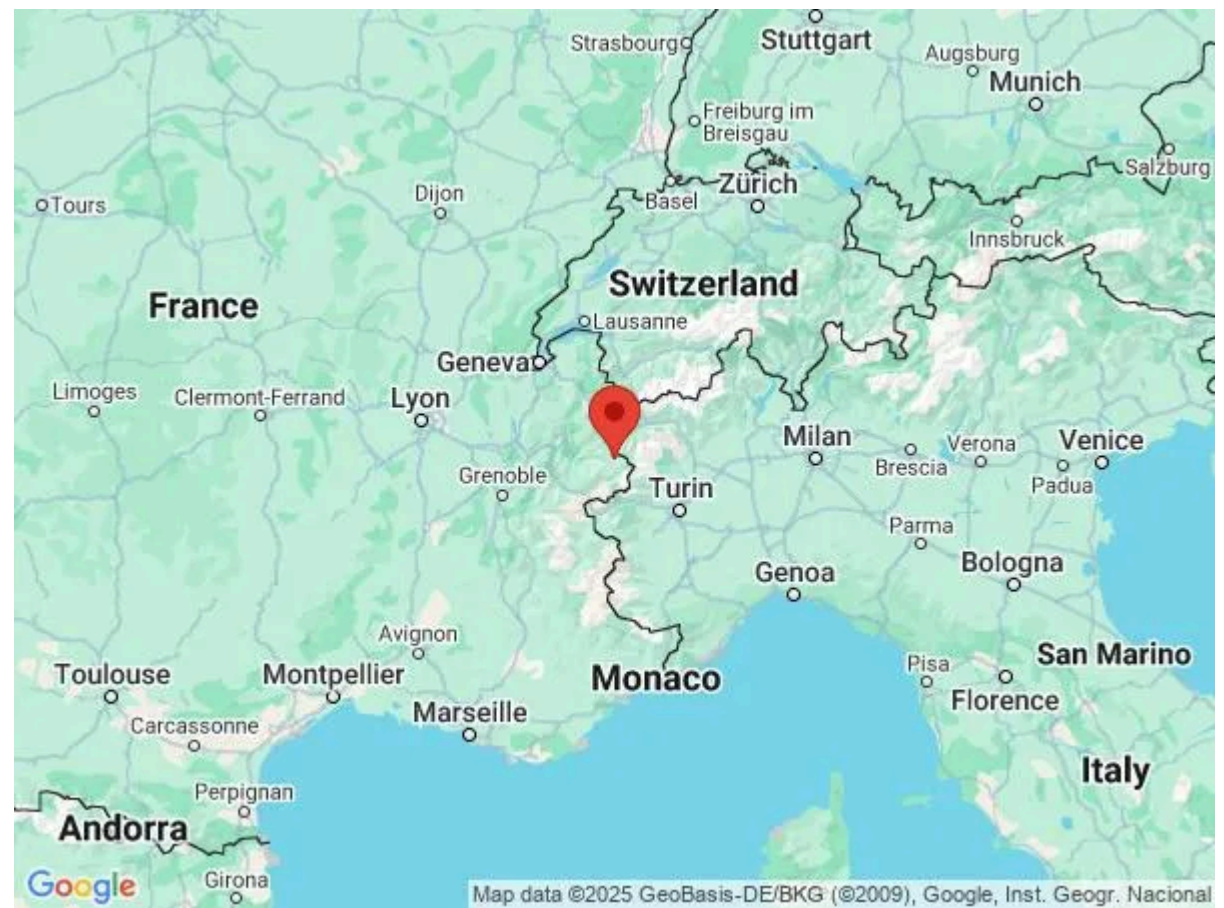 Strasbourg
Stuttgart
Augsburg
Munich
Freiburg im
Breisgau
Salzburg
Zürich
Basel
Dijon
Tours
Innsbruck
Switzerland
France
Lausanne
Geneva
Limoges
Clermont-Ferrand
Lyon
Milan
Verona
Venice
Brescia
Padua
Grenoble
Turin
Parma
Bologna
Genoa
Avignon
San Marino
Toulouse
Montpellier
Monaco
Pisa
Florence
Marseille
Carcassonne
Italy
Perpignan
Andorra
Girona
Google
Map data ©2025 GeoBasis-DE/BKG (©2009), Google, Inst. Geogr. Nacional